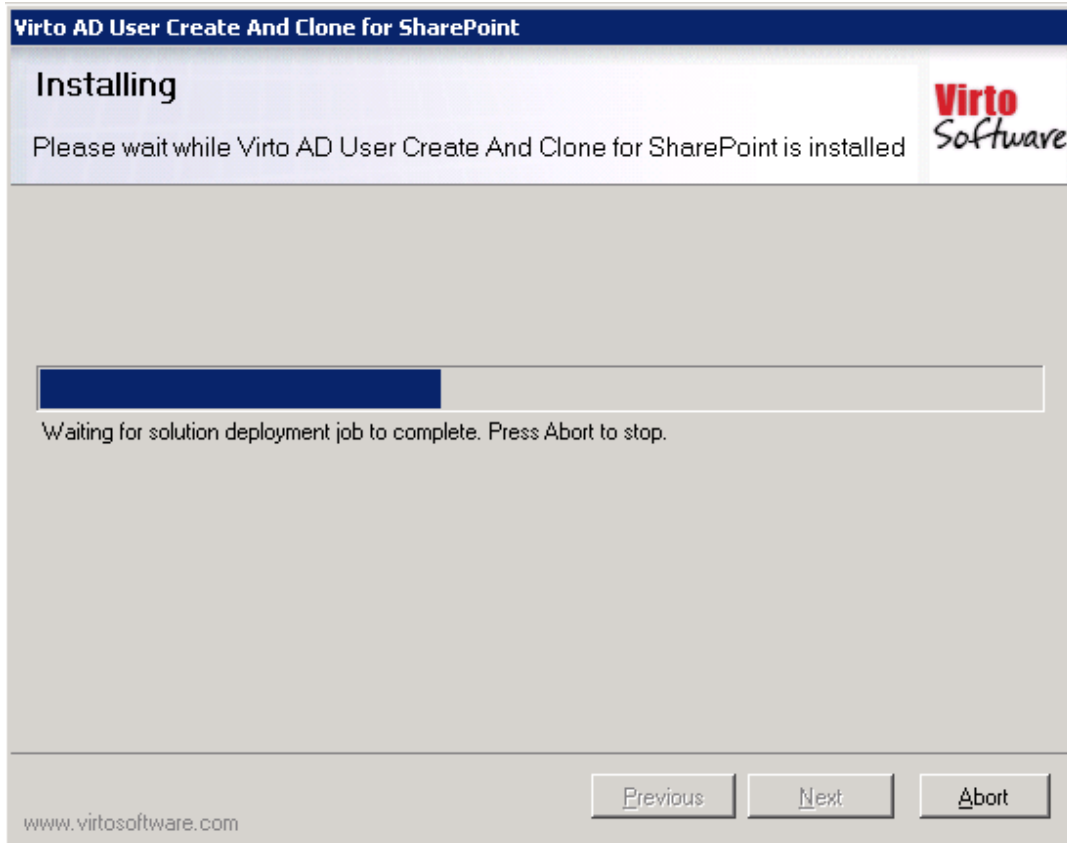 Virto AD User Create And Clone for SharePoint
Installing
Please wait while Virto AD User Create And Clone for SharePoint is installed
Virto
Software
Waiting for solution deployment job to complete. Press Abort to stop.
Previous
Next
Abort
www.virtosoftware.com